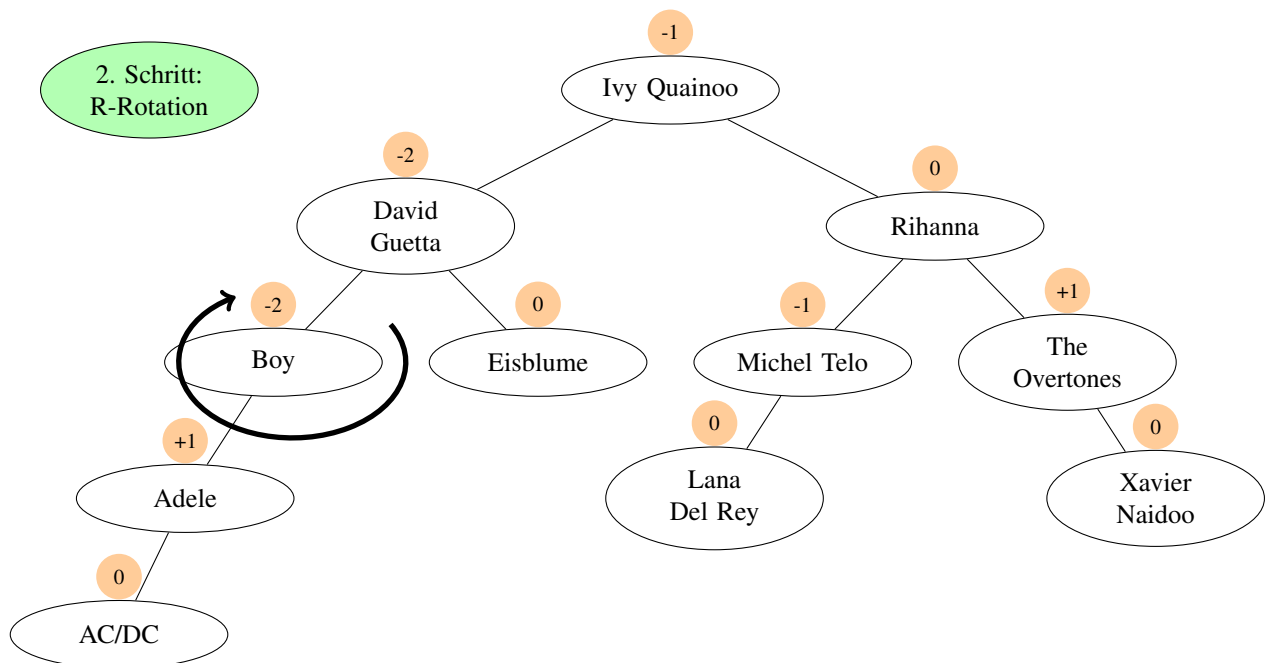 -1
2. Schritt:
R-Rotation
Ivy Quainoo
-2
0
David
Guetta
Rihanna
-2
0
-1
+1
Boy
Eisblume
Michel Telo
The
Overtones
+1
0
0
Adele
Lana
Del Rey
Xavier
Naidoo
0
AC/DC